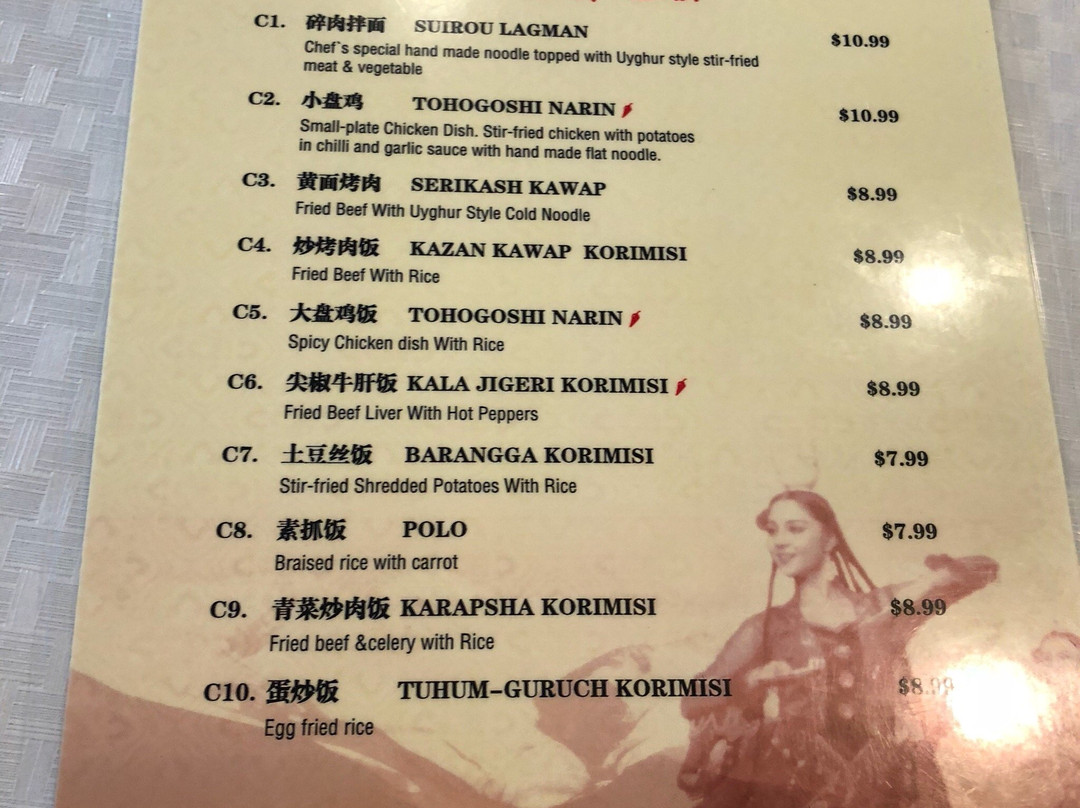 C1. 碎肉拌面 SUIROU LAGMAN $10.99
Chef`s special hand made noodle topped with Uyghur style stir-fried
meat & vegetable
C2. 小盘鸡 TOHOGOSHI NARIN $10.99
Small-plate Chicken Dish. Stir-fried chicken with potatoes
in chilli and garlic sauce with hand made flat noodle.
C3. 黄面烤肉 SERIKASH KAWAP $8.99
Fried Beef With Uyghur Style Cold Noodle
C4. 炒烤肉饭 KAZAN KAWAP KORIMISI $8.99
Fried Beef With Rice
C5. 大盘鸡饭 TOHOGOSHI NARIN $8.99
Spicy Chicken dish With Rice
C6. 尖椒牛肝饭 KALA JIGERI KORIMISI $8.99
Fried Beef Liver With Hot Peppers
C7. 土豆丝饭 BARANGGA KORIMISI $7.99
Stir-fried Shredded Potatoes With Rice
C8. 素抓饭 POLO $7.99
Braised rice with carrot
C9. 青菜炒肉饭 KARAPSHA KORIMISI $8.99
Fried beef &celery with Rice
C10. 蛋炒饭 TUHUM-GURUCH KORIMISI $8.99
Egg fried rice